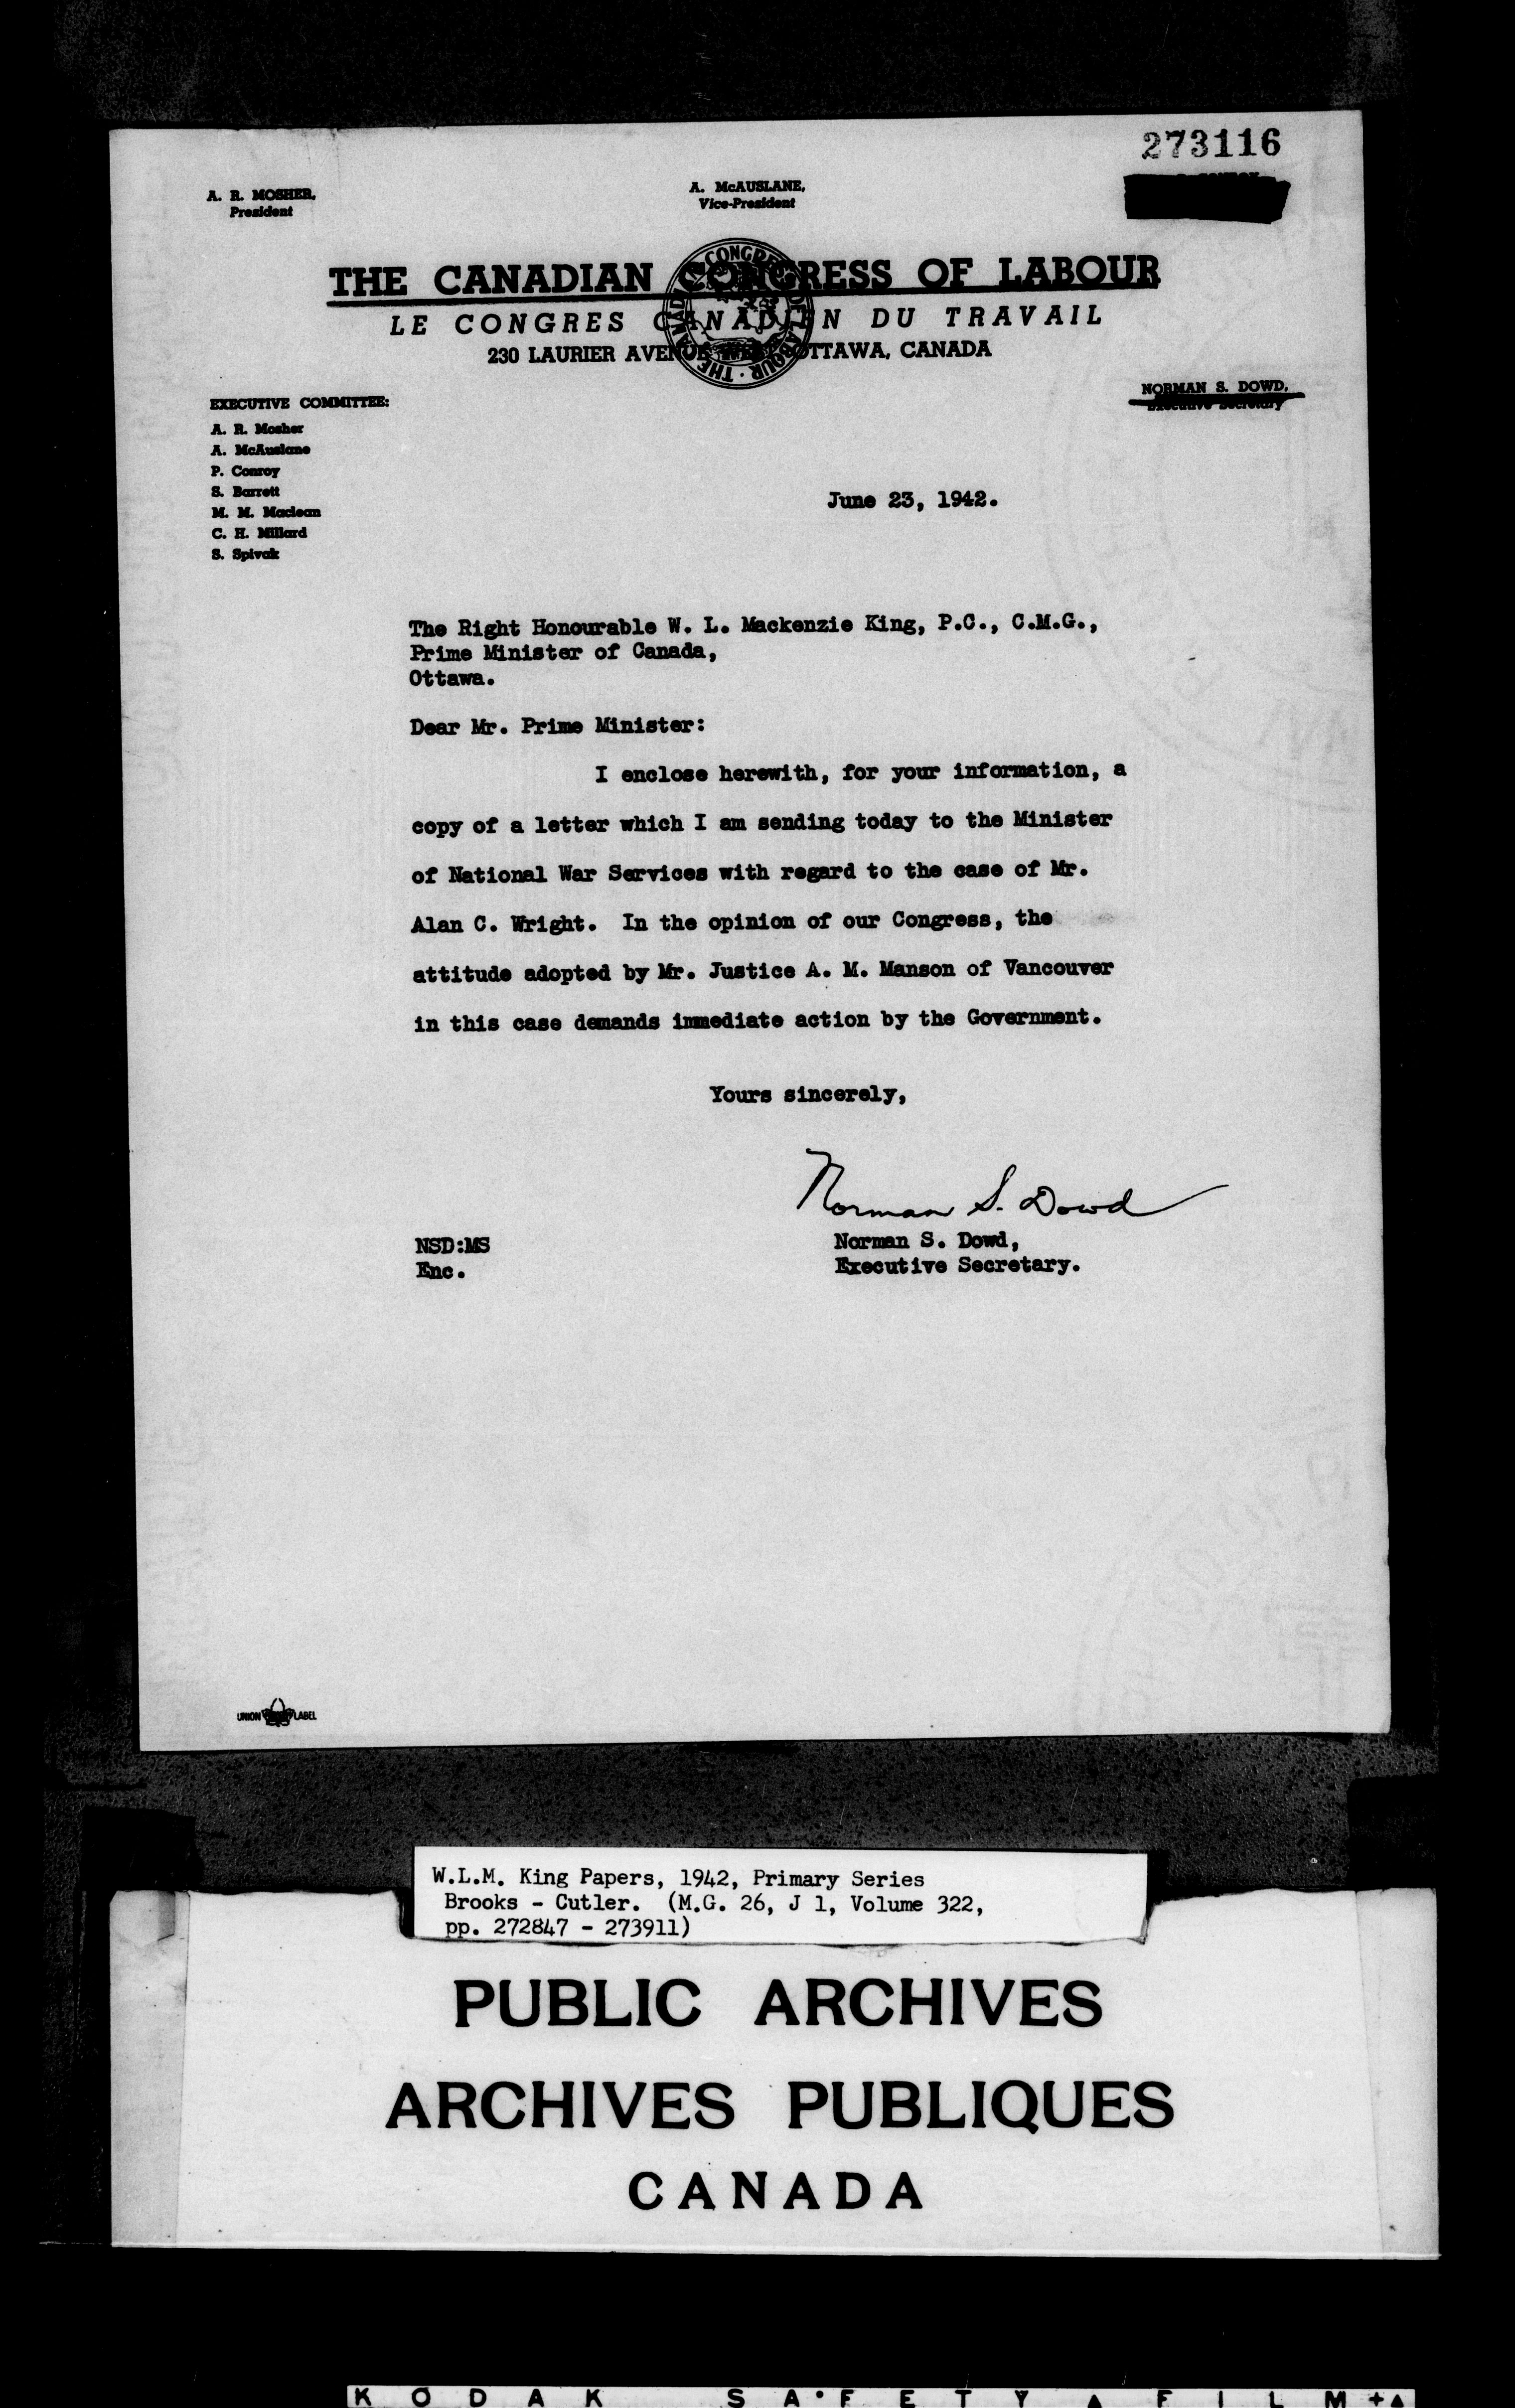 273116
A. R. MOSHER,
President
A. McAUSLANE,
Vice-President
THE CANADIAN CONGRESS OF LABOUR
LE CONGRES CANADIEN DU TRAVAIL
230 LAURIER AVENUE WEST OTTAWA, CANADA
NORMAN S. DOWD,
Executive Secretary
EXECUTIVE COMMITTEE:
A. R. Mosher
A. McAuslane
P. Conroy
S. Barrett
M. M. Maclean
C. H. Millard
S. Spivak
June 23, 1942.
The Right Honourable W. L. Mackenzie King, P.C., C.M.G.,
Prime Minister of Canada,
Ottawa.
Dear Mr. Prime Minister:
I enclose herewith, for your information, a
copy of a letter which I am sending today to the Minister
of National War Services with regard to the case of Mr.
Alan C. Wright. In the opinion of our Congress, the
attitude adopted by Mr. Justice A. M. Manson of Vancouver
in this case demands immediate action by the Government.
Yours sincerely,
Norman S. Dowd
Norman S. Dowd,
Executive Secretary.
NSD:MS
Enc.
UNION LABEL
W.L.M. King Papers, 1942, Primary Series
Brooks - Cutler. (M.G. 26, J 1, Volume 322,
pp. 272847 - 273911)
PUBLIC ARCHIVES
ARCHIVES PUBLIQUES
CANADA
KODAK SAFETY FILM